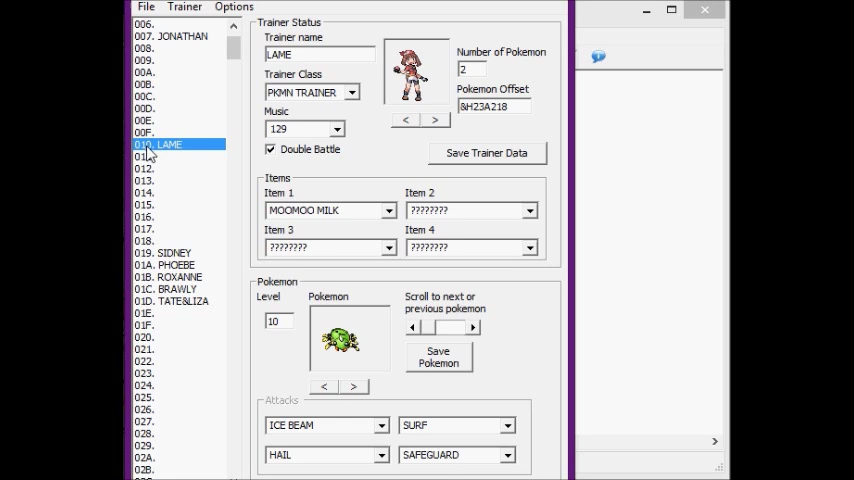 File Trainer Options
006.
007. JONATHAN
008.
009.
00A.
00B.
00C.
00D.
00E.
00F.
010. LAME
012.
013.
014.
015.
016.
017.
018.
019. SIDNEY
01A. PHOEBE
01B. ROXANNE
01C. BRAWLY
01D. TATE&LIZA
01E.
01F.
020.
021.
022.
023.
024.
025.
026.
027.
028.
029.
02A.
02B.
Trainer Status
Trainer name
LAME
Trainer Class
PKMN TRAINER
Music
129
Double Battle
Number of Pokemon
2
Pokemon Offset
&H23A218
< >
Save Trainer Data
Items
Item 1 Item 2
MOOMOO MILK ????????
Item 3 Item 4
???????? ????????
Pokemon
Level
10
Pokemon
< >
Scroll to next or
previous pokemon
Save
Pokemon
Attacks
ICE BEAM SURF
HAIL SAFEGUARD